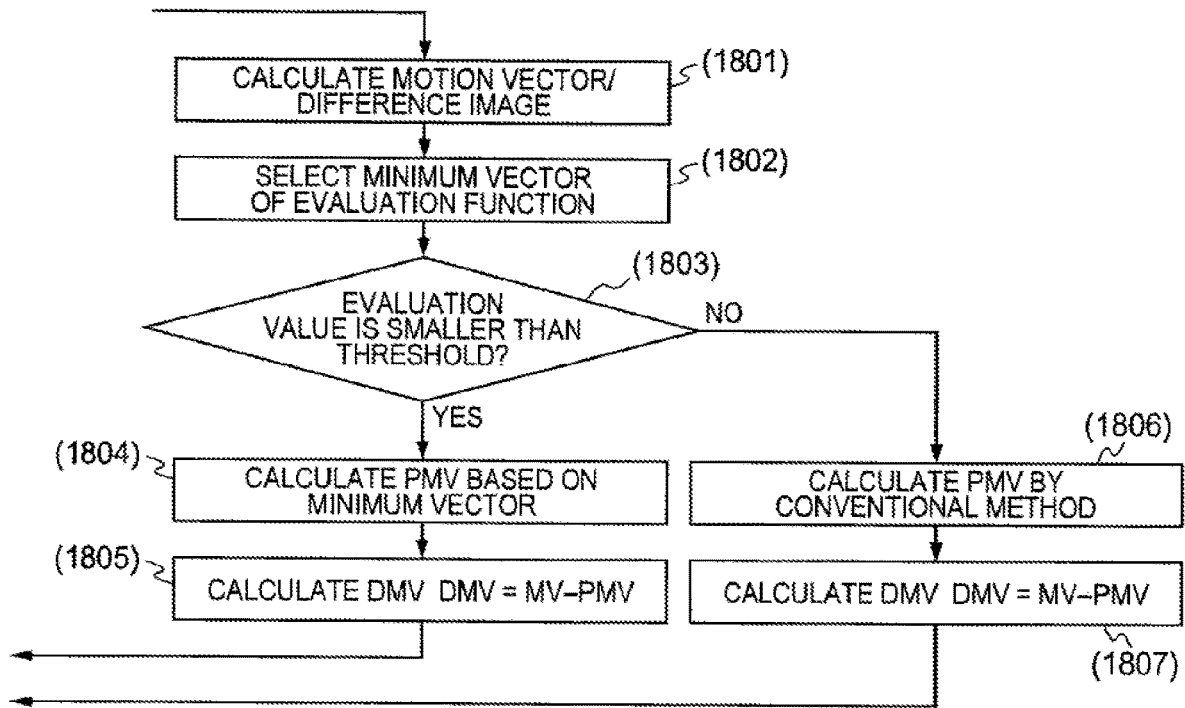 CALCULATE MOTION VECTOR/
DIFFERENCE IMAGE
(1801)
SELECT MINIMUM VECTOR
OF EVALUATION FUNCTION
(1802)
(1803)
EVALUATION
VALUE IS SMALLER THAN
THRESHOLD?
NO
YES
(1804)
CALCULATE PMV BASED ON
MINIMUM VECTOR
(1806)
CALCULATE PMV BY
CONVENTIONAL METHOD
(1805)
CALCULATE DMV DMV = MV–PMV
CALCULATE DMV DMV = MV–PMV
(1807)